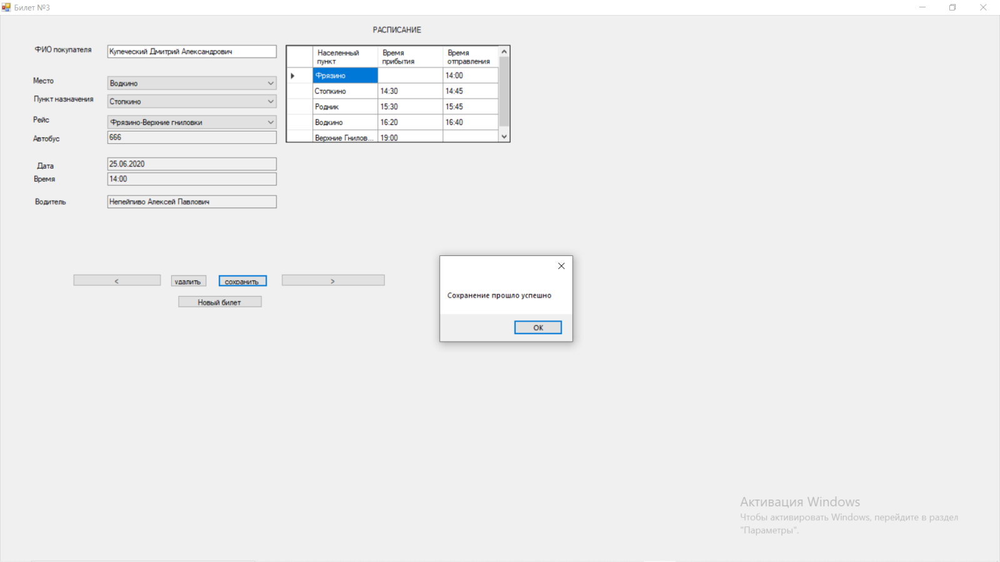 Билет №3
РАСПИСАНИЕ
ФИО покупателя Купеческий Дмитрий Александрович
Место Водкино
Пункт назначения Стопкино
Рейс Фрязино-Верхние гниловки
Автобус 666
Дата 25.06.2020
Время 14:00
Водитель Непейпиво Алексей Павлович
Населенный пункт Время прибытия Время отправления
Фрязино 14:00
Стопкино 14:30 14:45
Родник 15:30 15:45
Водкино 16:20 16:40
Верхние Гнилов... 19:00
< удалить сохранить >
Новый билет
Сохранение прошло успешно
ОК
Активация Windows
Чтобы активировать Windows, перейдите в раздел
"Параметры".